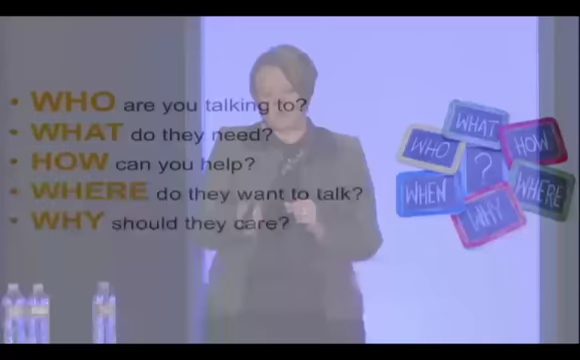 • WHO are you talking to?
• WHAT do they need?
• HOW can you help?
• WHERE do they want to talk?
• WHY should they care?
WHAT
WHO
HOW
?
WHEN
WHERE
WHY